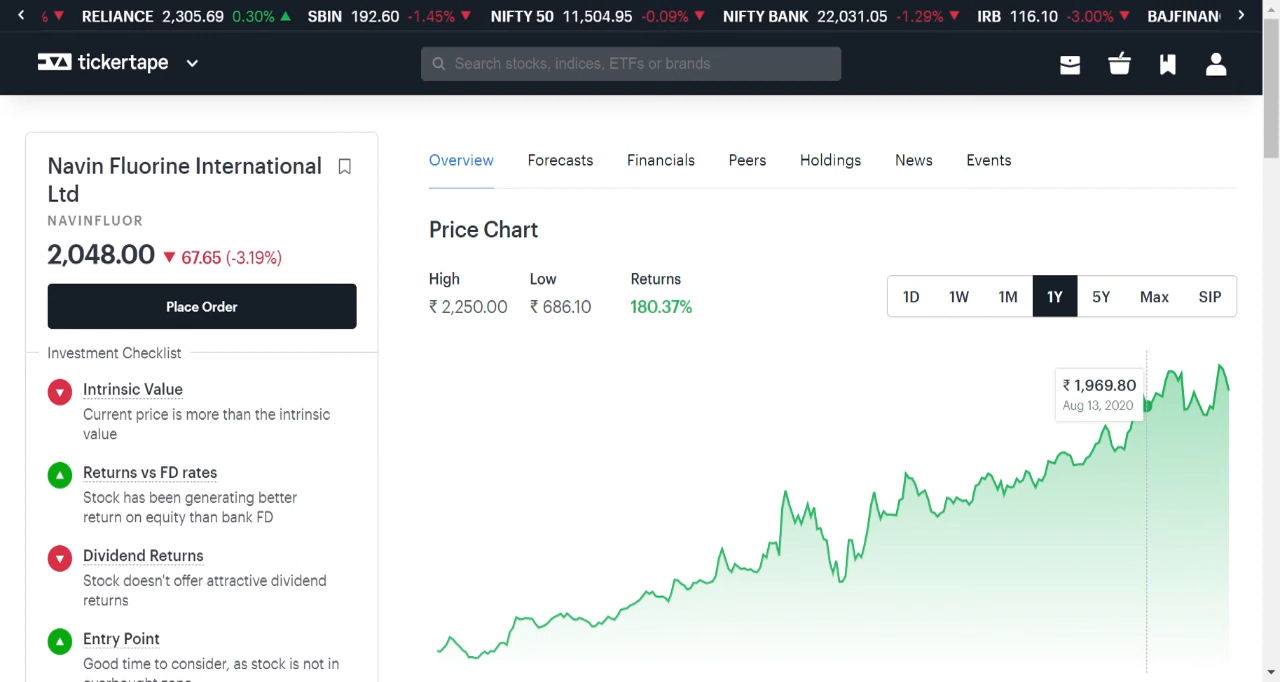 6 ▼ RELIANCE 2,305.69 0.30% ▲ SBIN 192.60 -1.45% ▼ NIFTY 50 11,504.95 -0.09% ▼ NIFTY BANK 22,031.05 -1.29% ▼ IRB 116.10 -3.00% ▼ BAJFINAN
tickertape
Search stocks, indices, ETFs or brands
Navin Fluorine International
Ltd
NAVINFLUOR
2,048.00 ▼ 67.65 (-3.19%)
Place Order
Investment Checklist
Intrinsic Value
Current price is more than the intrinsic
value
Returns vs FD rates
Stock has been generating better
return on equity than bank FD
Dividend Returns
Stock doesn't offer attractive dividend
returns
Entry Point
Good time to consider, as stock is not in
Overview Forecasts Financials Peers Holdings News Events
Price Chart
High Low Returns
₹ 2,250.00 ₹ 686.10 180.37%
1D 1W 1M 1Y 5Y Max SIP
₹ 1,969.80
Aug 13, 2020